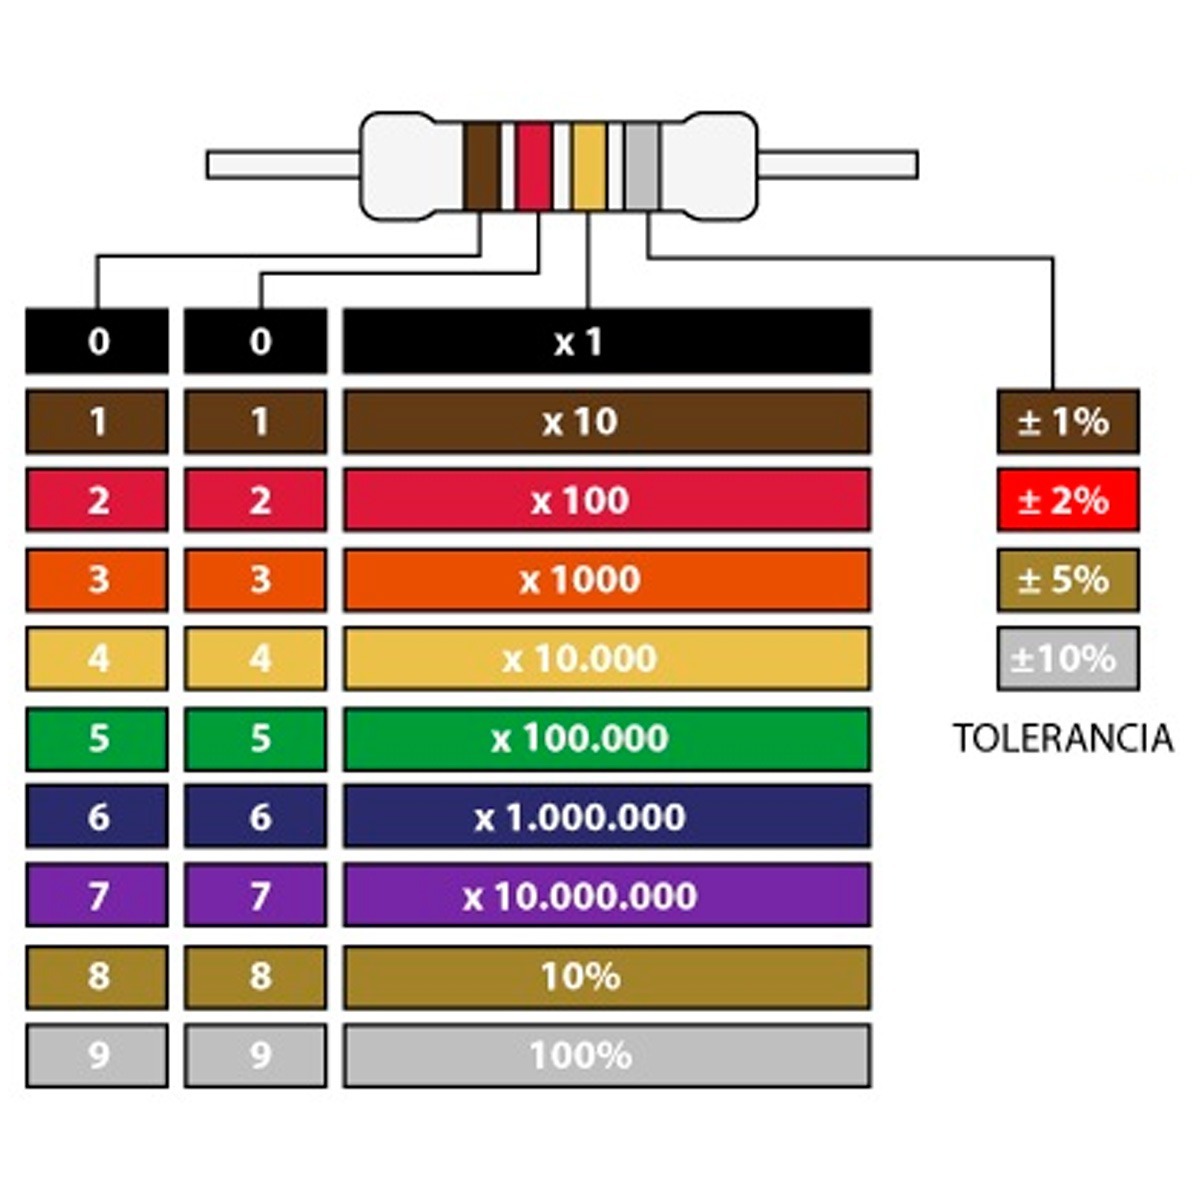 0 0 x 1
1 1 x 10 ± 1%
2 2 x 100 ± 2%
3 3 x 1000 ± 5%
4 4 x 10.000 ±10%
5 5 x 100.000 TOLERANCIA
6 6 x 1.000.000
7 7 x 10.000.000
8 8 10%
9 9 100%